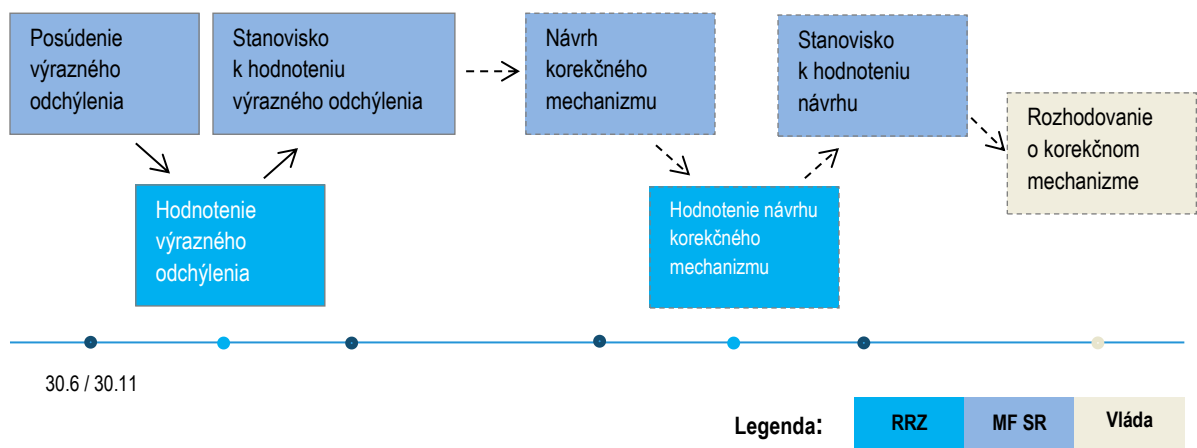 Posúdenie
výrazného
odchýlenia
Stanovisko
k hodnoteniu
výrazného odchýlenia
Návrh
korekčného
mechanizmu
Stanovisko
k hodnoteniu
návrhu
Rozhodovanie
o korekčnom
mechanizme
Hodnotenie
výrazného
odchýlenia
Hodnotenie návrhu
korekčného
mechanizmu
30.6 / 30.11
Legenda: RRZ MF SR Vláda